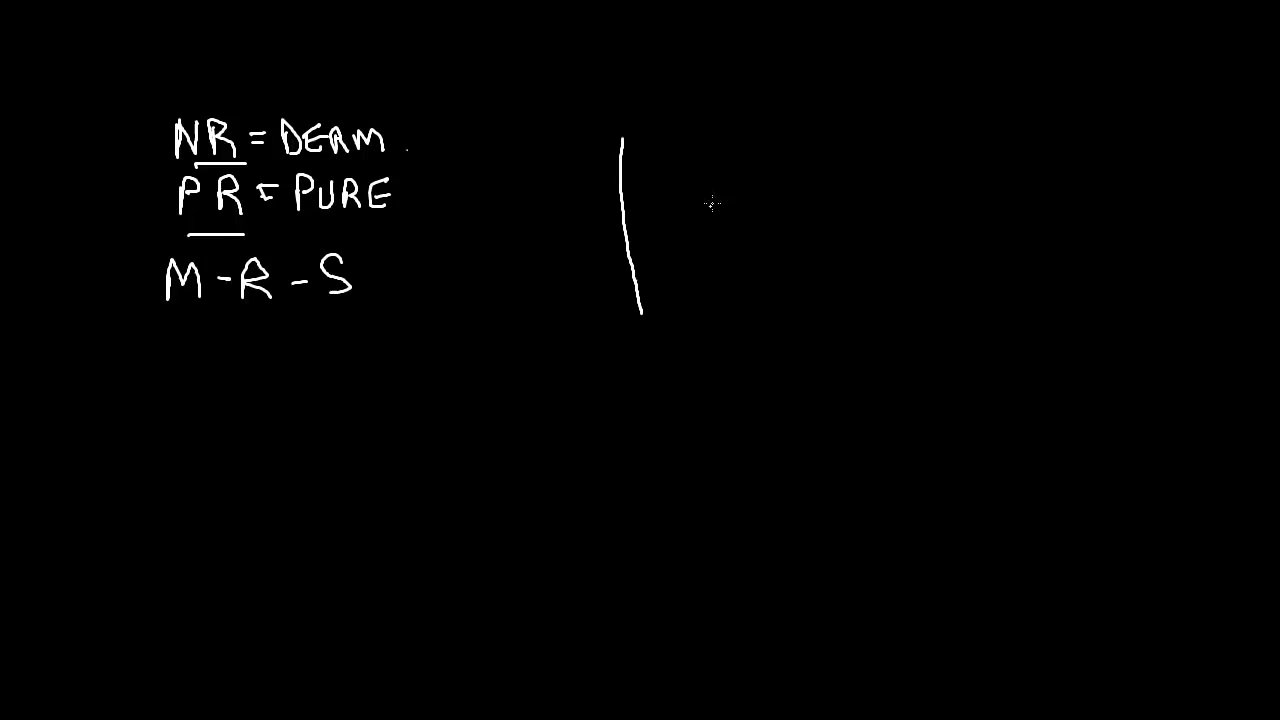 NR = DERM
PR = PURE
M-R-S